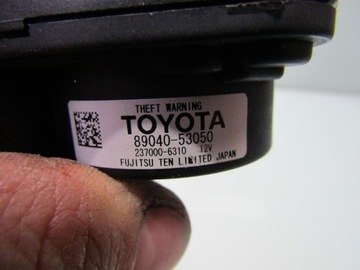 THEFT WARNING
TOYOTA
89040-53050
237000-6310 12V
FUJITSU TEN LIMITED JAPAN